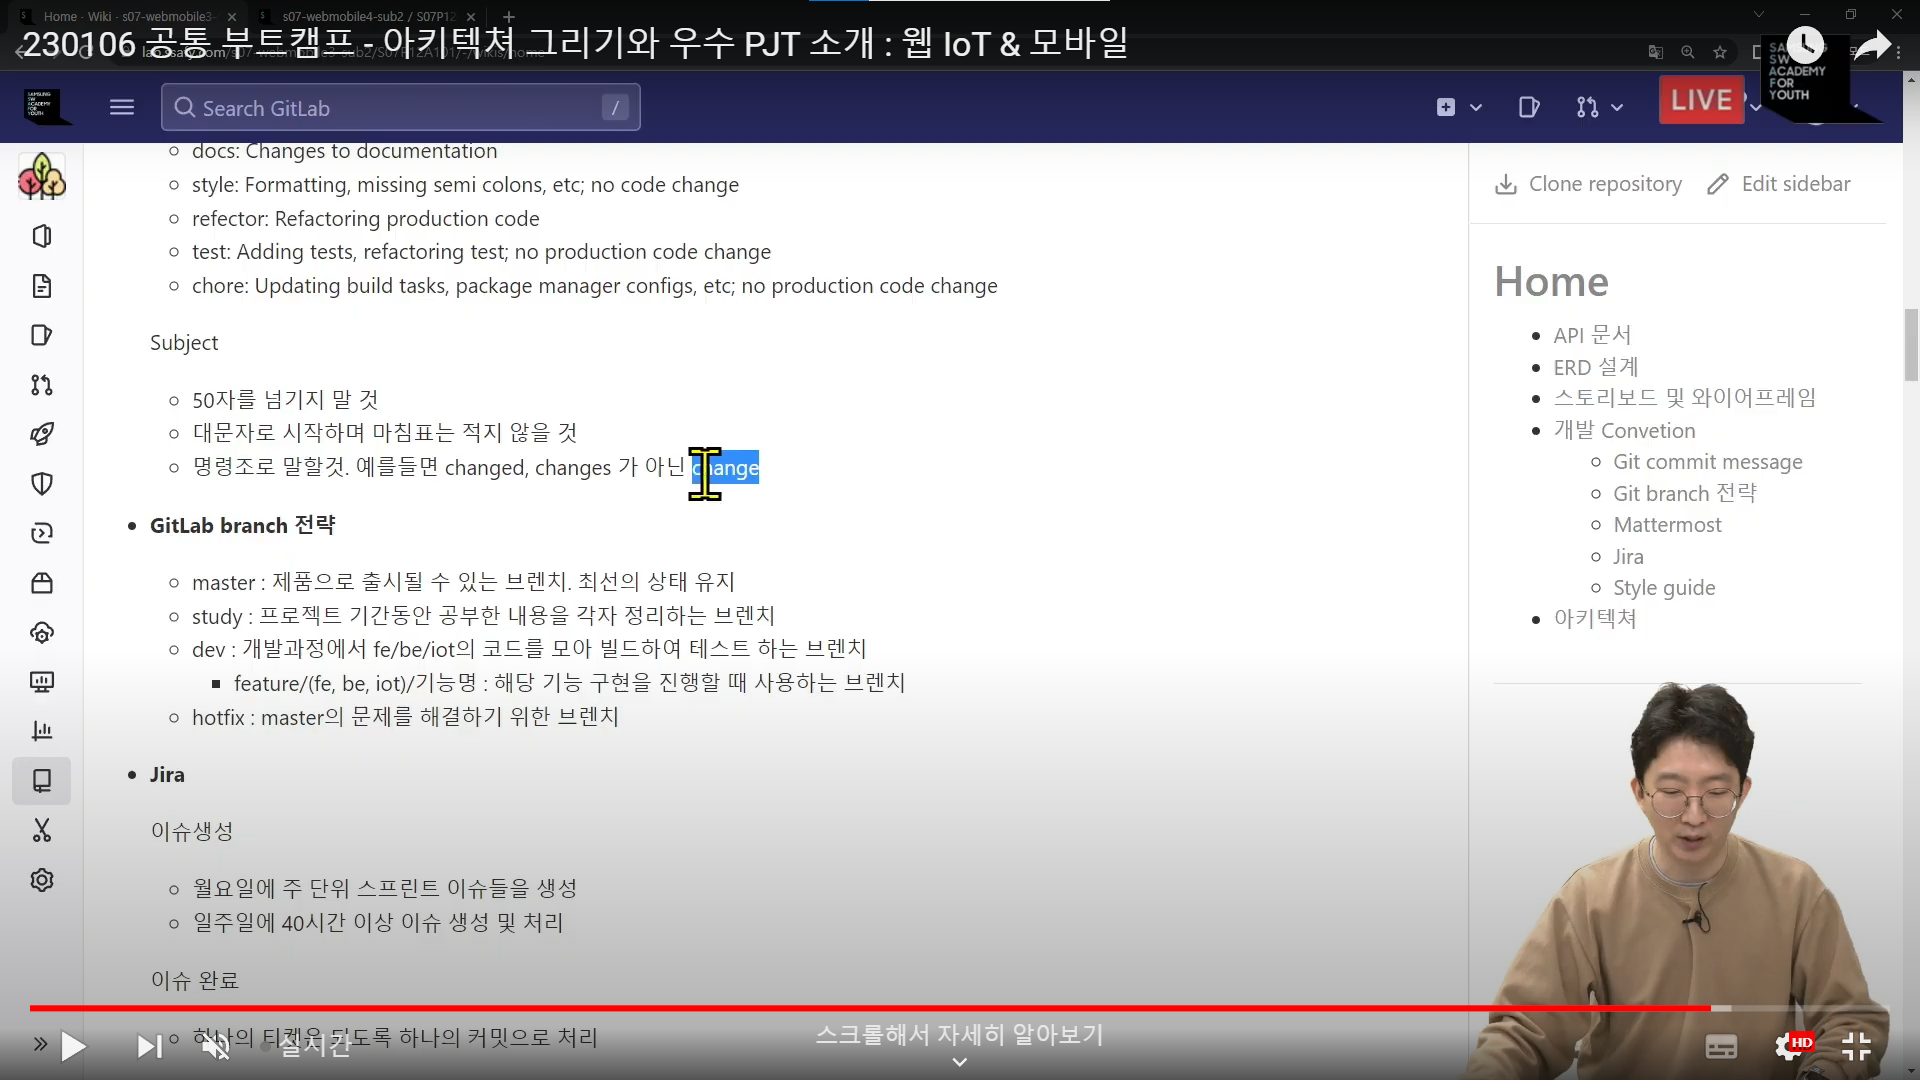 Home · Wiki · s07-webmobile3-
s07-webmobile4-sub2 / S07P12
230106 공통 부트캠프 - 아키텍쳐 그리기와 우수 PJT 소개 : 웹 IoT & 모바일
SAMSUNG
SW
ACADEMY
FOR
YOUTH
Search GitLab
/
LIVE
docs: Changes to documentation
style: Formatting, missing semi colons, etc; no code change
refector: Refactoring production code
test: Adding tests, refactoring test; no production code change
chore: Updating build tasks, package manager configs, etc; no production code change
Subject
50자를 넘기지 말 것
대문자로 시작하며 마침표는 적지 않을 것
명령조로 말할것. 예를들면 changed, changes 가 아닌 change
GitLab branch 전략
master : 제품으로 출시될 수 있는 브렌치. 최선의 상태 유지
study : 프로젝트 기간동안 공부한 내용을 각자 정리하는 브렌치
dev : 개발과정에서 fe/be/iot의 코드를 모아 빌드하여 테스트 하는 브렌치
feature/(fe, be, iot)/기능명 : 해당 기능 구현을 진행할 때 사용하는 브렌치
hotfix : master의 문제를 해결하기 위한 브렌치
Jira
이슈생성
월요일에 주 단위 스프린트 이슈들을 생성
일주일에 40시간 이상 이슈 생성 및 처리
이슈 완료
하나의 티켓은 되도록 하나의 커밋으로 처리
Clone repository
Edit sidebar
Home
API 문서
ERD 설계
스토리보드 및 와이어프레임
개발 Convetion
Git commit message
Git branch 전략
Mattermost
Jira
Style guide
아키텍쳐
실시간
스크롤해서 자세히 알아보기
HD